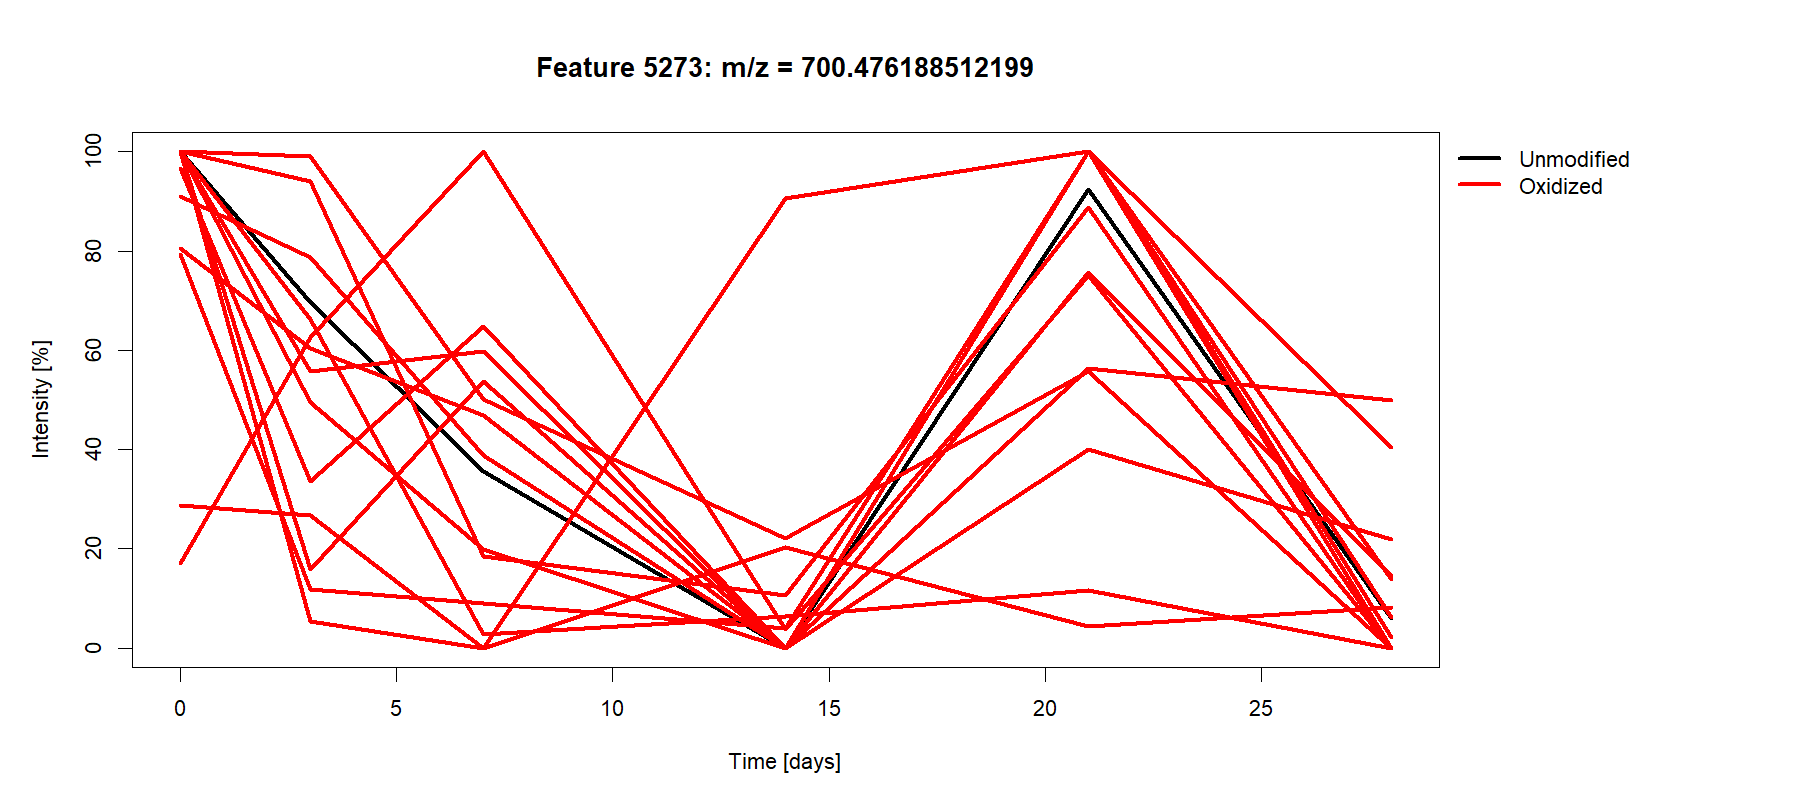 Feature 5273: m/z = 700.476188512199
Unmodified
Oxidized
Intensity [%]
100
80
60
40
20
0
0 5 10 15 20 25
Time [days]